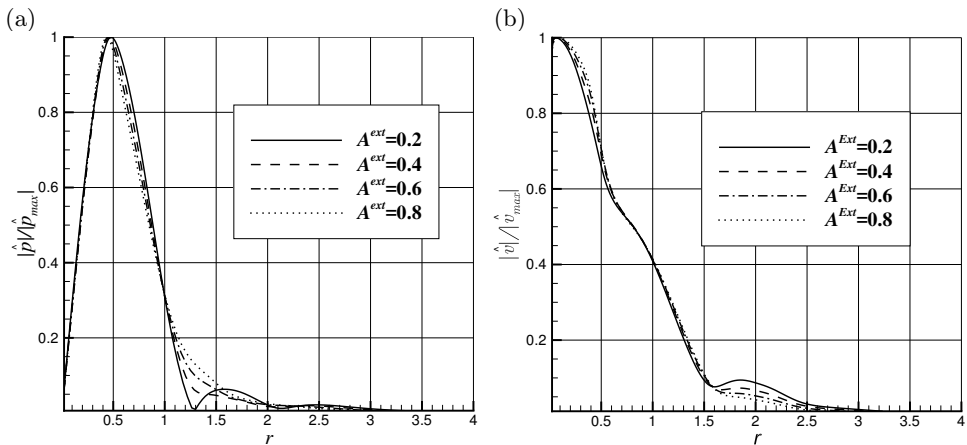 (a)
1
0.8
0.6
0.4
0.2
|p̂|/|p̂_max|
0.5 1 1.5 2 2.5 3 3.5 4
r
A^ext=0.2
A^ext=0.4
A^ext=0.6
A^ext=0.8
(b)
1
0.8
0.6
0.4
0.2
|v̂|/|v̂_max|
0.5 1 1.5 2 2.5 3 3.5 4
r
A^Ext=0.2
A^Ext=0.4
A^Ext=0.6
A^Ext=0.8